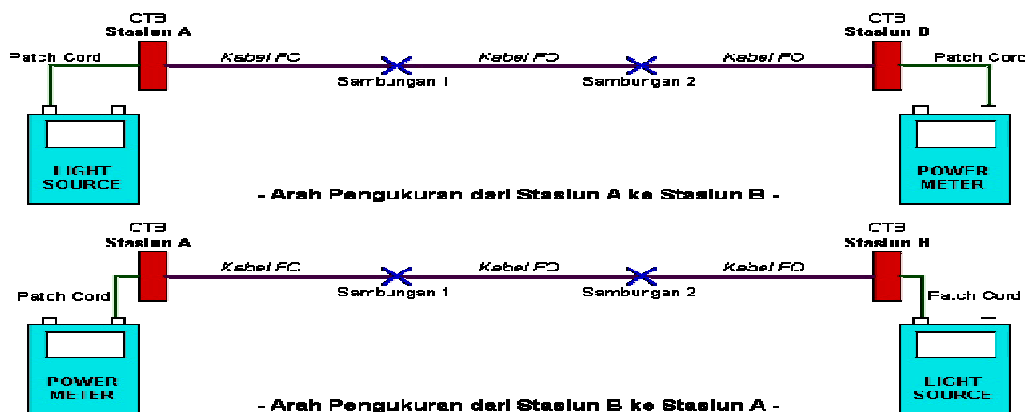 CTB
Stasiun A
CTB
Stasiun B
Patch Cord
Kabel FO
Kabel FO
Kabel FO
Patch Cord
Sambungan 1
Sambungan 2
LIGHT
SOURCE
POWER
METER
- Arah Pengukuran dari Stasiun A ke Stasiun B -
CTB
Stasiun A
CTB
Stasiun B
Kabel FO
Kabel FO
Kabel FO
Patch Cord
Sambungan 1
Sambungan 2
Patch Cord
POWER
METER
LIGHT
SOURCE
- Arah Pengukuran dari Stasiun B ke Stasiun A -